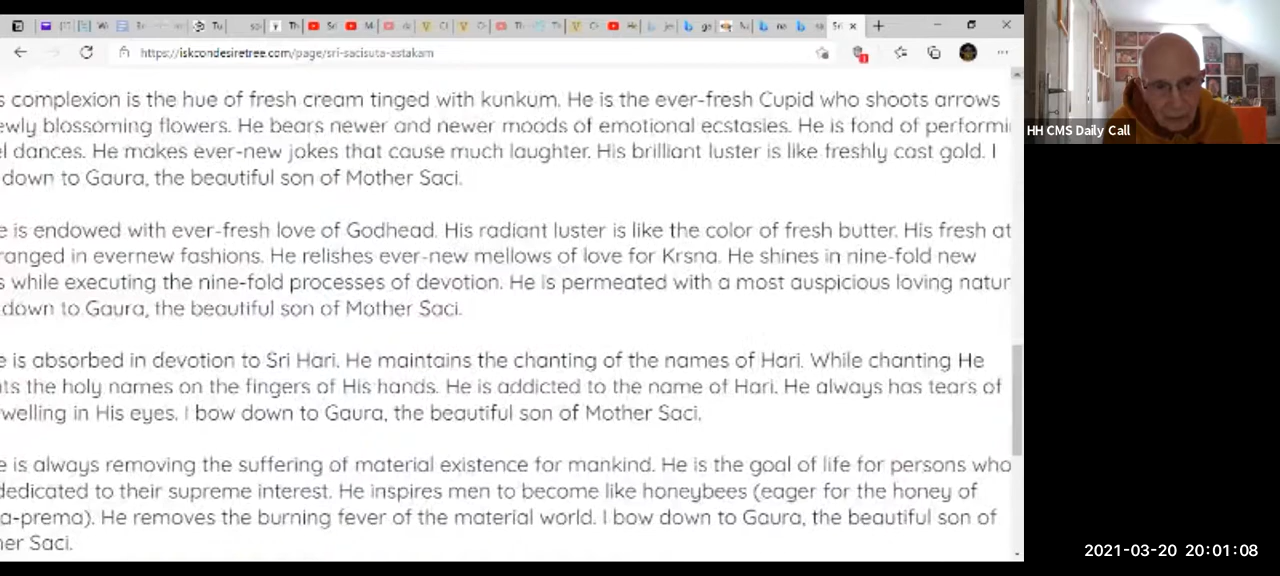 https://iskcondesiretree.com/page/sri-sacisuta-astakam
s complexion is the hue of fresh cream tinged with kunkum. He is the ever-fresh Cupid who shoots arrows
ewly blossoming flowers. He bears newer and newer moods of emotional ecstasies. He is fond of performi
el dances. He makes ever-new jokes that cause much laughter. His brilliant luster is like freshly cast gold. I
down to Gaura, the beautiful son of Mother Saci.
e is endowed with ever-fresh love of Godhead. His radiant luster is like the color of fresh butter. His fresh at
ranged in evernew fashions. He relishes ever-new mellows of love for Krsna. He shines in nine-fold new
s while executing the nine-fold processes of devotion. He is permeated with a most auspicious loving natur
down to Gaura, the beautiful son of Mother Saci.
e is absorbed in devotion to Sri Hari. He maintains the chanting of the names of Hari. While chanting He
nts the holy names on the fingers of His hands. He is addicted to the name of Hari. He always has tears of
welling in His eyes. I bow down to Gaura, the beautiful son of Mother Saci.
e is always removing the suffering of material existence for mankind. He is the goal of life for persons who
dedicated to their supreme interest. He inspires men to become like honeybees (eager for the honey of
a-prema). He removes the burning fever of the material world. I bow down to Gaura, the beautiful son of
her Saci.
HH CMS Daily Call
2021-03-20 20:01:08